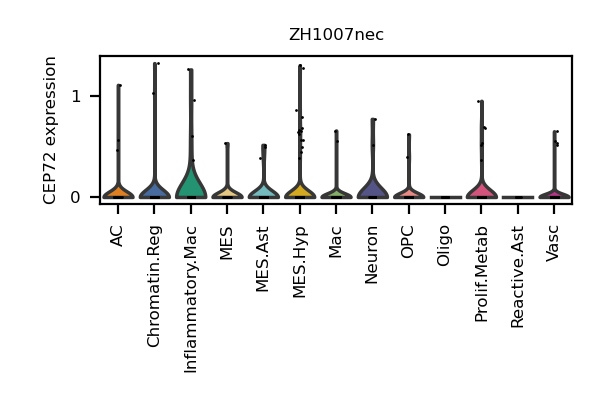 ZH1007nec
CEP72 expression
1
0
AC
Chromatin.Reg
Inflammatory.Mac
MES
MES.Ast
MES.Hyp
Mac
Neuron
OPC
Oligo
Prolif.Metab
Reactive.Ast
Vasc